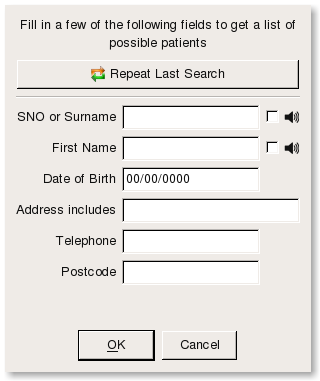 Fill in a few of the following fields to get a list of
possible patients
Repeat Last Search
SNO or Surname
First Name
Date of Birth 00/00/0000
Address includes
Telephone
Postcode
OK Cancel